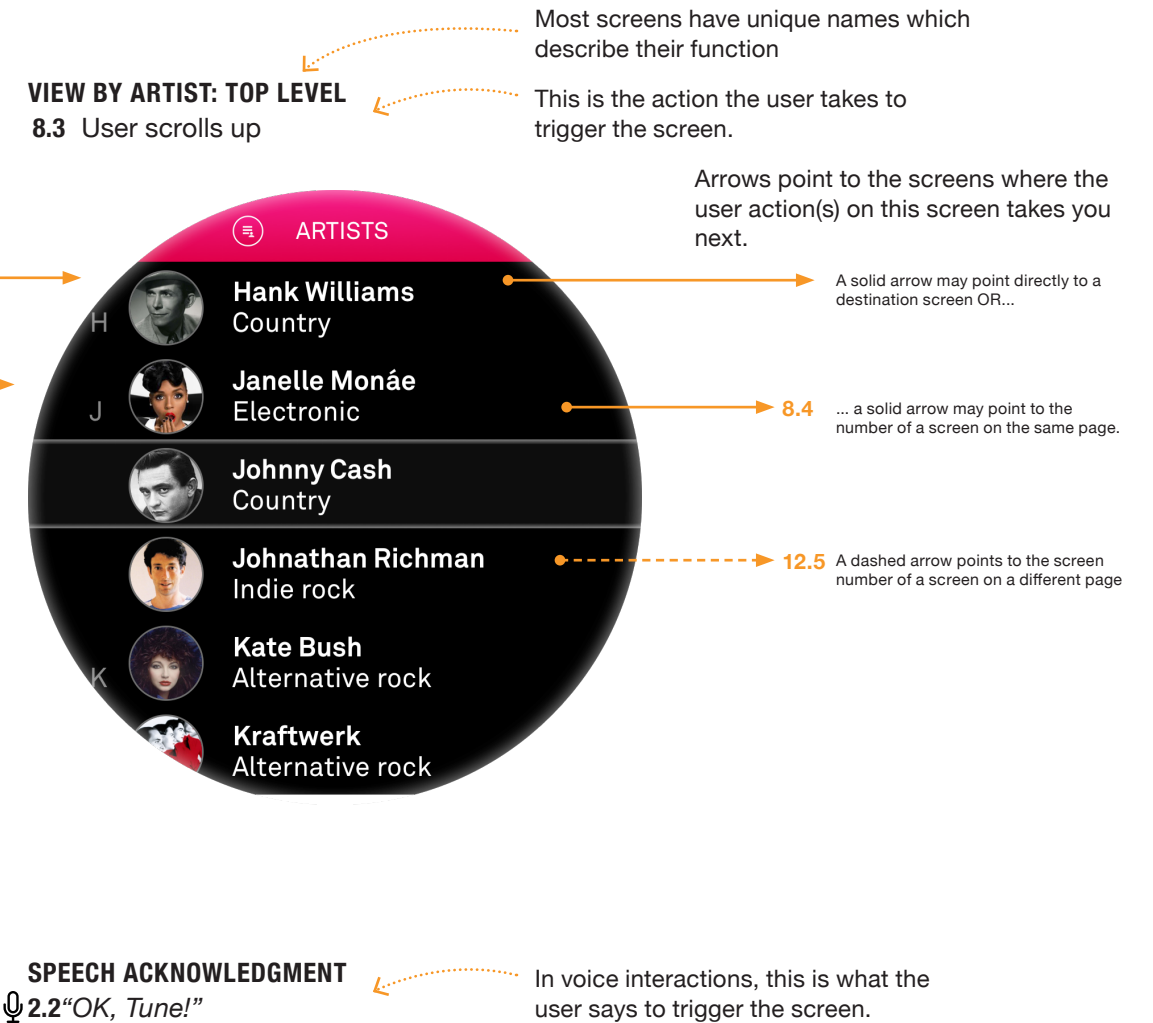 Most screens have unique names which
describe their function
VIEW BY ARTIST: TOP LEVEL
8.3 User scrolls up
This is the action the user takes to
trigger the screen.
Arrows point to the screens where the
user action(s) on this screen takes you
next.
ARTISTS
H
Hank Williams
Country
A solid arrow may point directly to a
destination screen OR...
J
Janelle Monáe
Electronic
8.4
... a solid arrow may point to the
number of a screen on the same page.
Johnny Cash
Country
Johnathan Richman
Indie rock
12.5
A dashed arrow points to the screen
number of a screen on a different page
K
Kate Bush
Alternative rock
Kraftwerk
Alternative rock
SPEECH ACKNOWLEDGMENT
2.2 “OK, Tune!”
In voice interactions, this is what the
user says to trigger the screen.